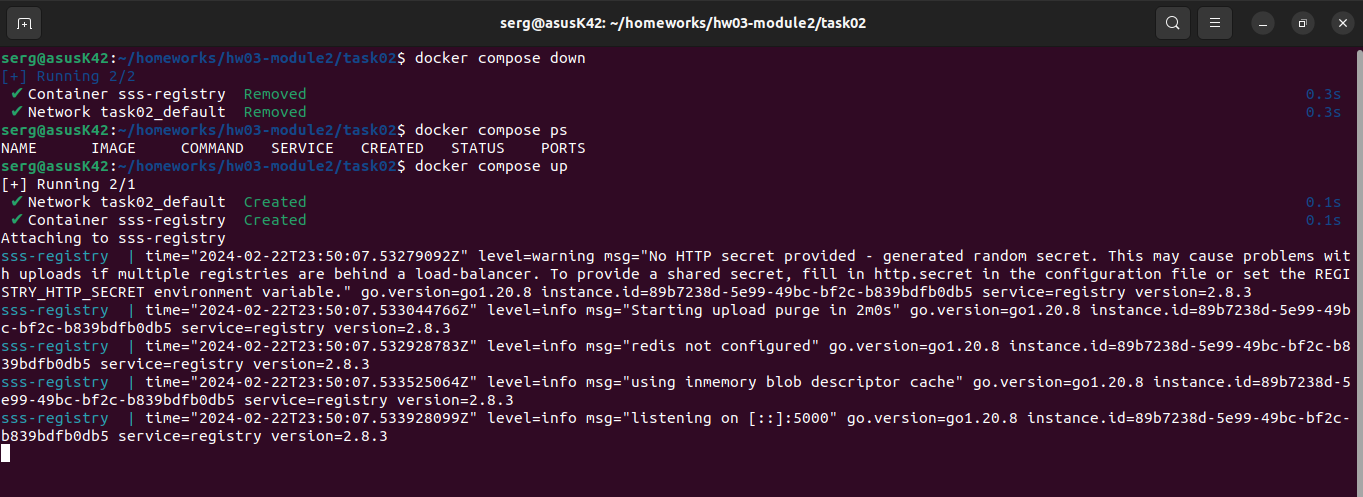 serg@asusK42: ~/homeworks/hw03-module2/task02
serg@asusK42:~/homeworks/hw03-module2/task02$ docker compose down
[+] Running 2/2
✔ Container sss-registry  Removed 0.3s
✔ Network task02_default  Removed 0.3s
serg@asusK42:~/homeworks/hw03-module2/task02$ docker compose ps
NAME      IMAGE     COMMAND   SERVICE   CREATED   STATUS    PORTS
serg@asusK42:~/homeworks/hw03-module2/task02$ docker compose up
[+] Running 2/1
✔ Network task02_default  Created 0.1s
✔ Container sss-registry  Created 0.1s
Attaching to sss-registry
sss-registry  | time="2024-02-22T23:50:07.53279092Z" level=warning msg="No HTTP secret provided - generated random secret. This may cause problems wit
h uploads if multiple registries are behind a load-balancer. To provide a shared secret, fill in http.secret in the configuration file or set the REGI
STRY_HTTP_SECRET environment variable." go.version=go1.20.8 instance.id=89b7238d-5e99-49bc-bf2c-b839bdfb0db5 service=registry version=2.8.3
sss-registry  | time="2024-02-22T23:50:07.533044766Z" level=info msg="Starting upload purge in 2m0s" go.version=go1.20.8 instance.id=89b7238d-5e99-49b
c-bf2c-b839bdfb0db5 service=registry version=2.8.3
sss-registry  | time="2024-02-22T23:50:07.532928783Z" level=info msg="redis not configured" go.version=go1.20.8 instance.id=89b7238d-5e99-49bc-bf2c-b8
39bdfb0db5 service=registry version=2.8.3
sss-registry  | time="2024-02-22T23:50:07.533525064Z" level=info msg="using inmemory blob descriptor cache" go.version=go1.20.8 instance.id=89b7238d-5
e99-49bc-bf2c-b839bdfb0db5 service=registry version=2.8.3
sss-registry  | time="2024-02-22T23:50:07.533928099Z" level=info msg="listening on [::]:5000" go.version=go1.20.8 instance.id=89b7238d-5e99-49bc-bf2c-
b839bdfb0db5 service=registry version=2.8.3